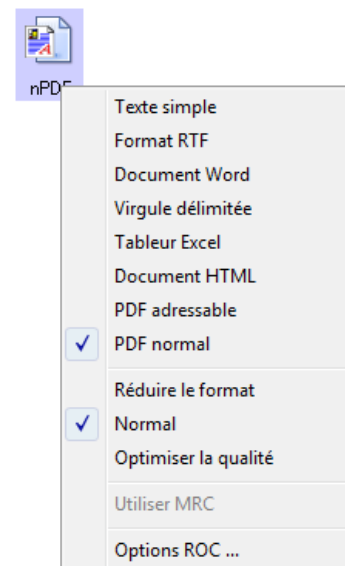 nPDF
Texte simple
Format RTF
Document Word
Virgule délimitée
Tableur Excel
Document HTML
PDF adressable
PDF normal
Réduire le format
Normal
Optimiser la qualité
Utiliser MRC
Options ROC ...